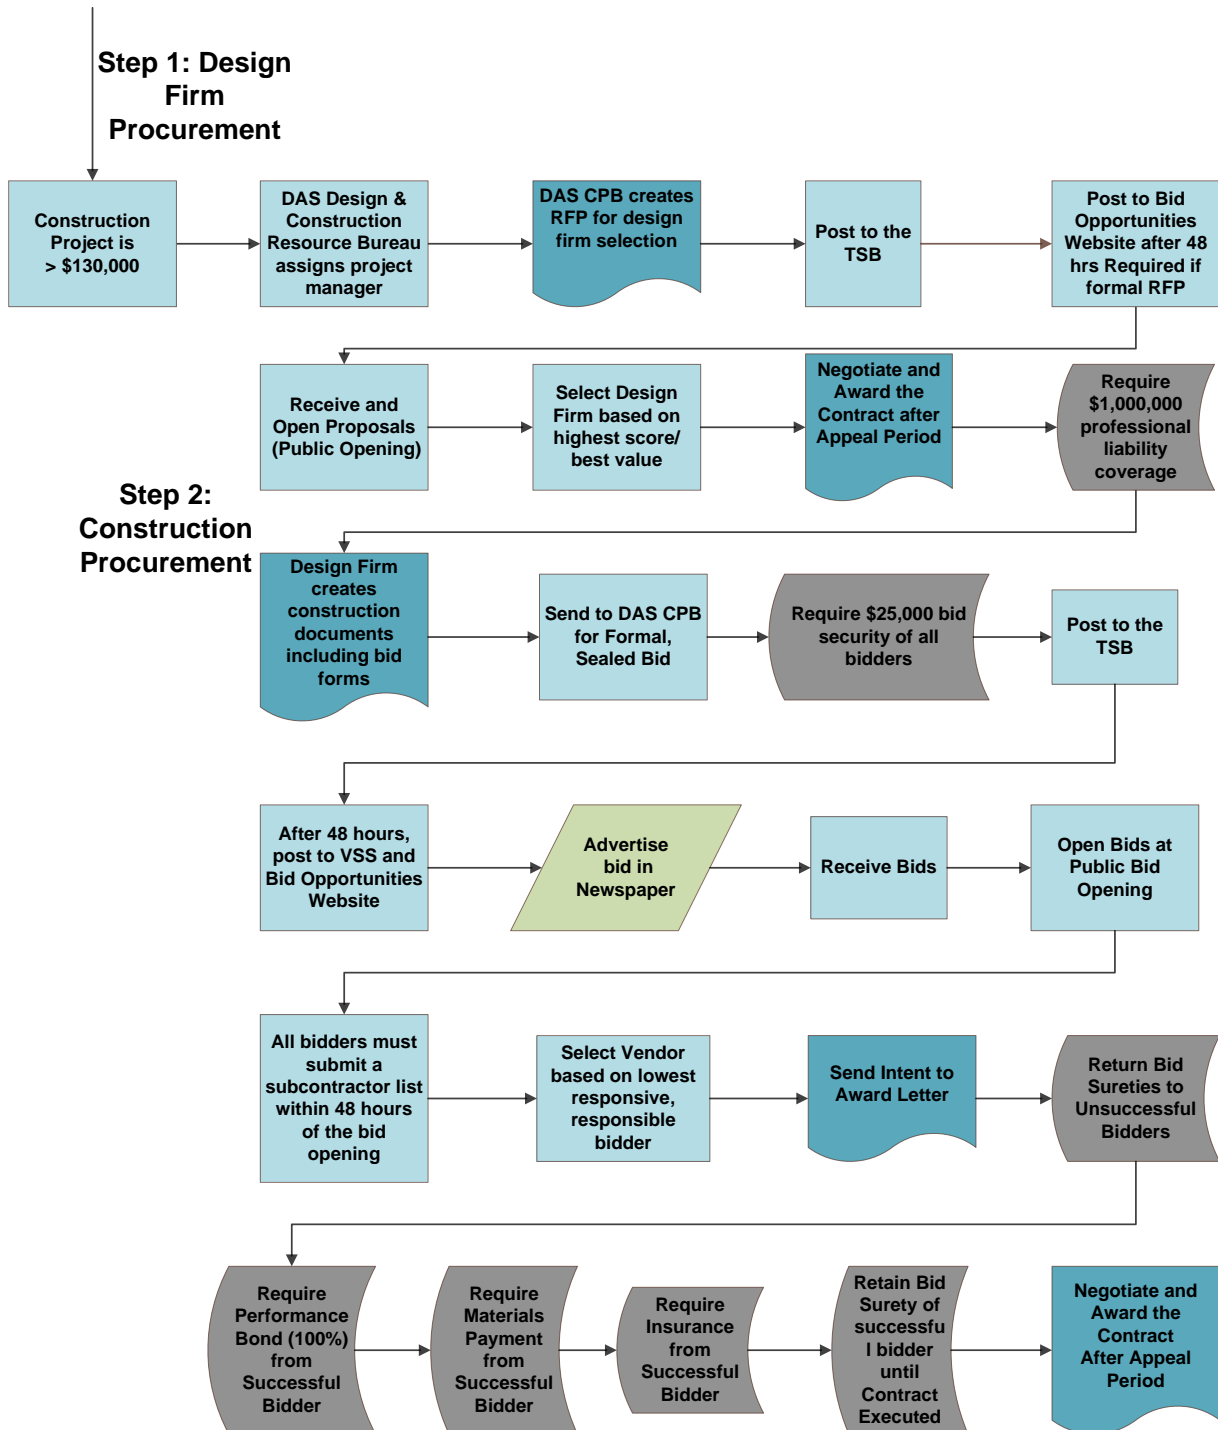 Step 1: Design
Firm
Procurement
Construction
Project is
> $130,000
DAS Design &
Construction
Resource Bureau
assigns project
manager
DAS CPB creates
RFP for design
firm selection
Post to the
TSB
Post to Bid
Opportunities
Website after 48
hrs Required if
formal RFP
Receive and
Open Proposals
(Public Opening)
Select Design
Firm based on
highest score/
best value
Negotiate and
Award the
Contract after
Appeal Period
Require
$1,000,000
professional
liability
coverage
Step 2:
Construction
Procurement
Design Firm
creates
construction
documents
including bid
forms
Send to DAS CPB
for Formal,
Sealed Bid
Require $25,000 bid
security of all
bidders
Post to the
TSB
After 48 hours,
post to VSS and
Bid Opportunities
Website
Advertise
bid in
Newspaper
Receive Bids
Open Bids at
Public Bid
Opening
All bidders must
submit a
subcontractor list
within 48 hours
of the bid
opening
Select Vendor
based on lowest
responsive,
responsible
bidder
Send Intent to
Award Letter
Return Bid
Sureties to
Unsuccessful
Bidders
Require
Performance
Bond (100%)
from
Successful
Bidder
Require
Materials
Payment from
Successful
Bidder
Require
Insurance
from
Successful
Bidder
Retain Bid
Surety of
successfu
l bidder
until
Contract
Executed
Negotiate and
Award the
Contract
After Appeal
Period